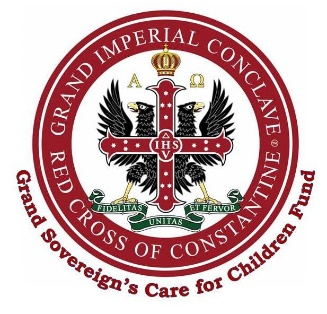 GRAND IMPERIAL CONCLAVE
RED CROSS OF CONSTANTINE ®
Α Ω
IHS
FIDELITAS UNITAS ET FERVOR
Grand Sovereign's Care for Children Fund